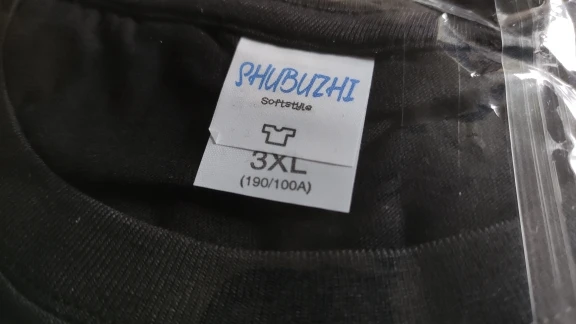 SHUBUZHI
Softstyle
3XL
(190/100A)